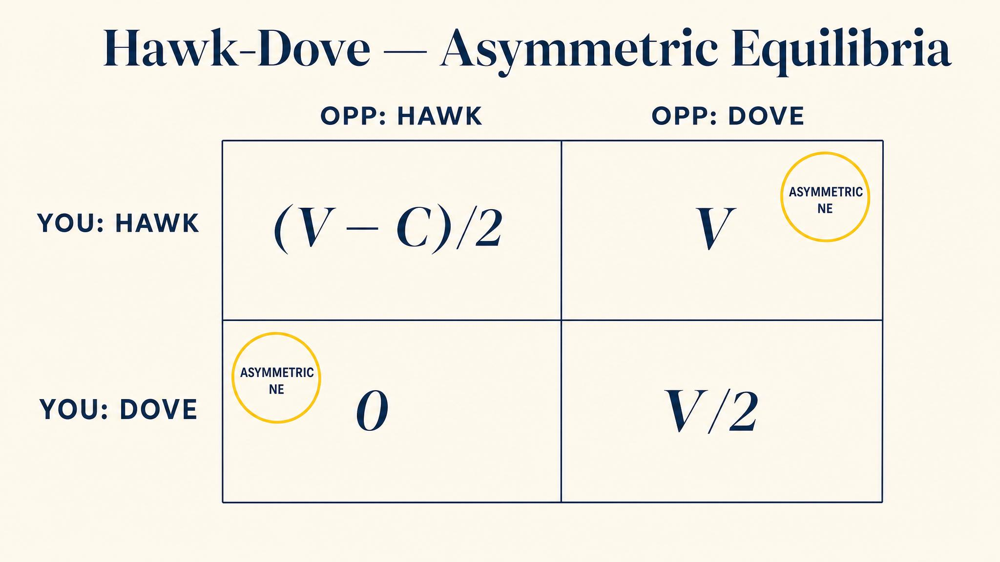 Hawk-Dove — Asymmetric Equilibria
OPP: HAWK
OPP: DOVE
YOU: HAWK
(V – C)/2
V
ASYMMETRIC
NE
YOU: DOVE
ASYMMETRIC
NE
0
V/2